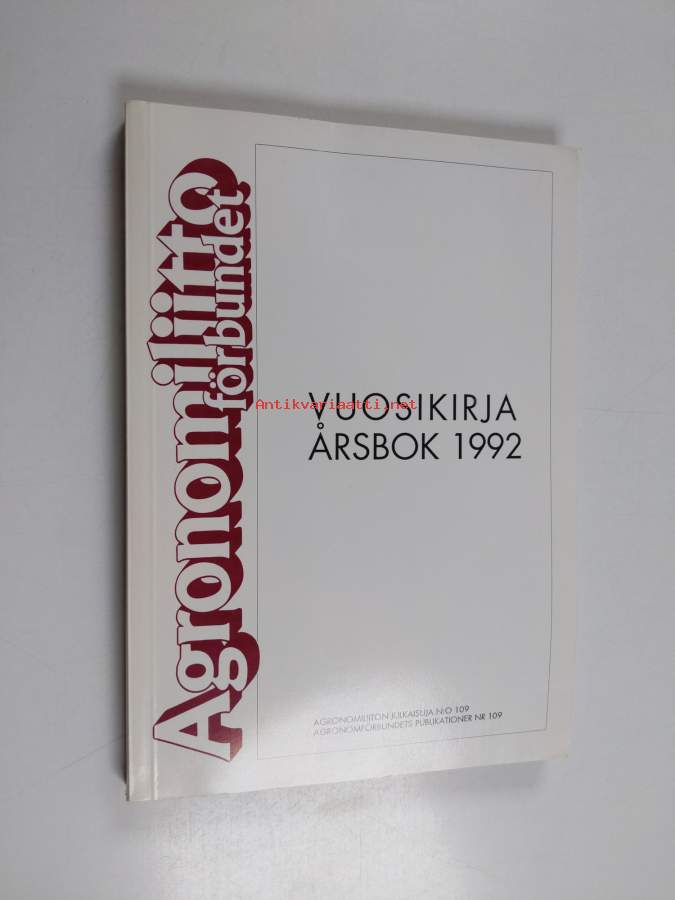 Agronomiliitto
förbundet
VUOSIKIRJA
Antikvariaatti.net
ÅRSBOK 1992
AGRONOMILIITON JULKAISUJA N:O 109
AGRONOMFÖRBUNDETS PUBLIKATIONER NR 109